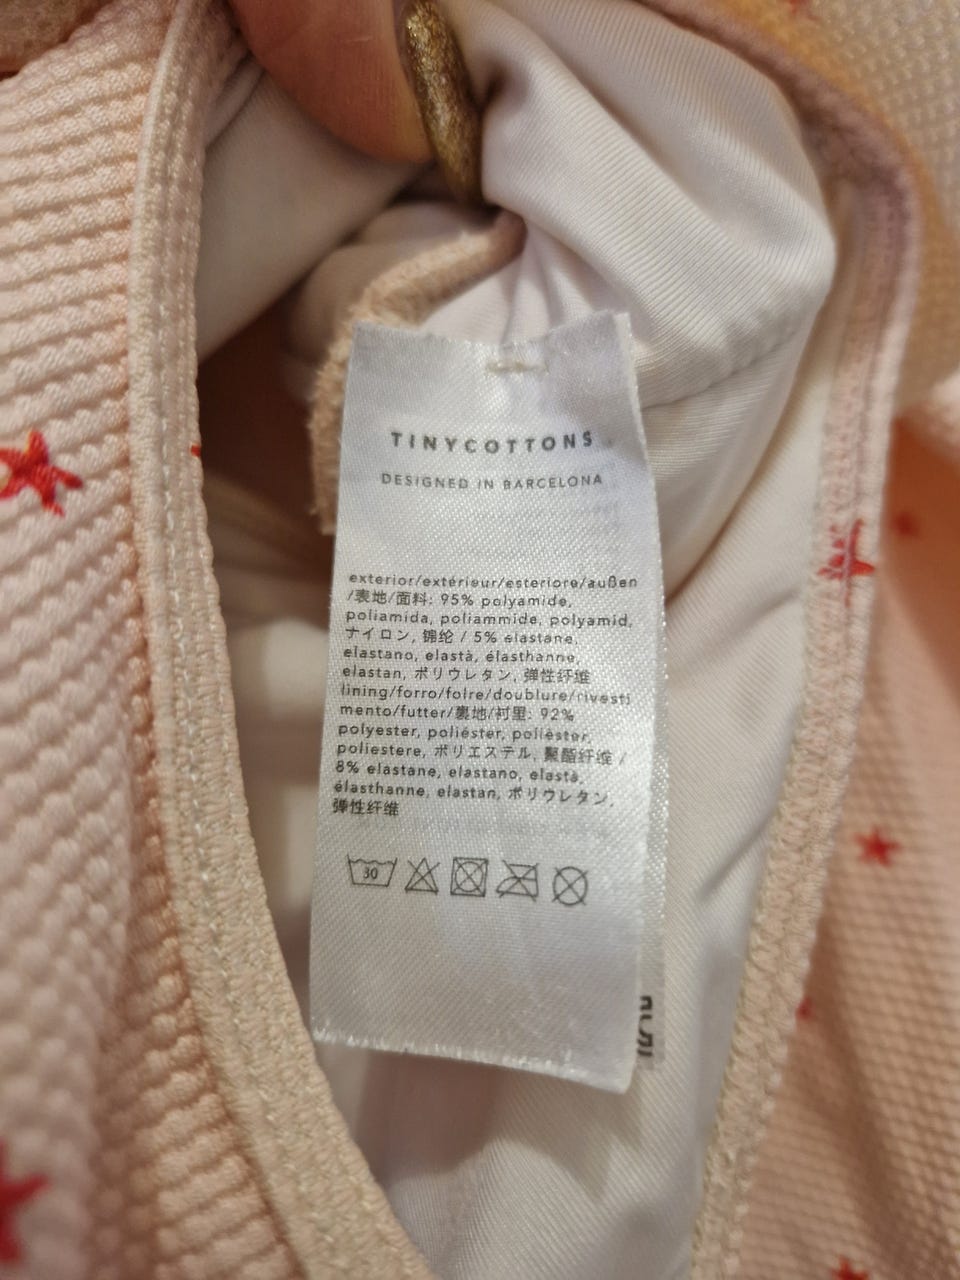 TINYCOTTONS
DESIGNED IN BARCELONA
exterior/extérieur/esteriore/außen
/表地/面料: 95% polyamide,
poliamida, poliammide, polyamid,
ナイロン, 锦纶 / 5% elastane,
elastano, elastà, élasthanne,
elastan, ポリウレタン, 弹性纤维
lining/forro/folre/doublure/rivesti
mento/futter/裏地/衬里: 92%
polyester, poliéster, polièster,
poliestere, ポリエステル, 聚酯纤维 /
8% elastane, elastano, elastà,
élasthanne, elastan, ポリウレタン,
弹性纤维
30